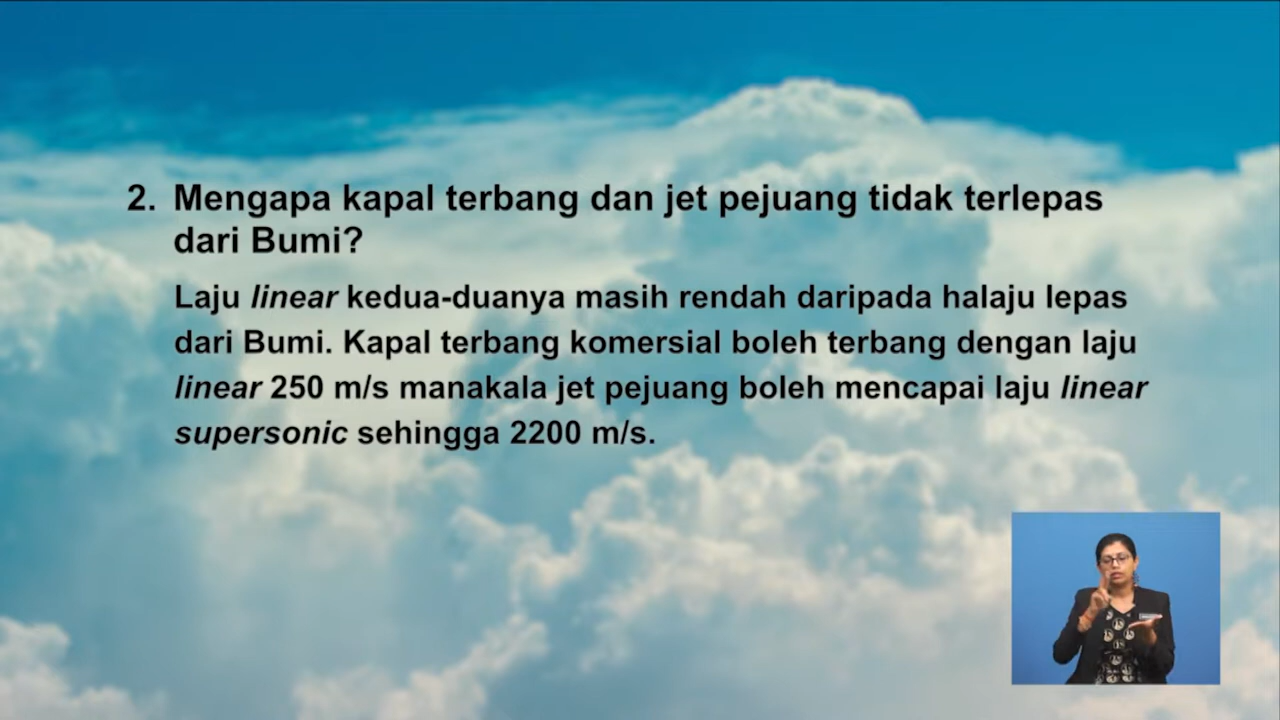 2. Mengapa kapal terbang dan jet pejuang tidak terlepas
dari Bumi?
Laju linear kedua-duanya masih rendah daripada halaju lepas
dari Bumi. Kapal terbang komersial boleh terbang dengan laju
linear 250 m/s manakala jet pejuang boleh mencapai laju linear
supersonic sehingga 2200 m/s.